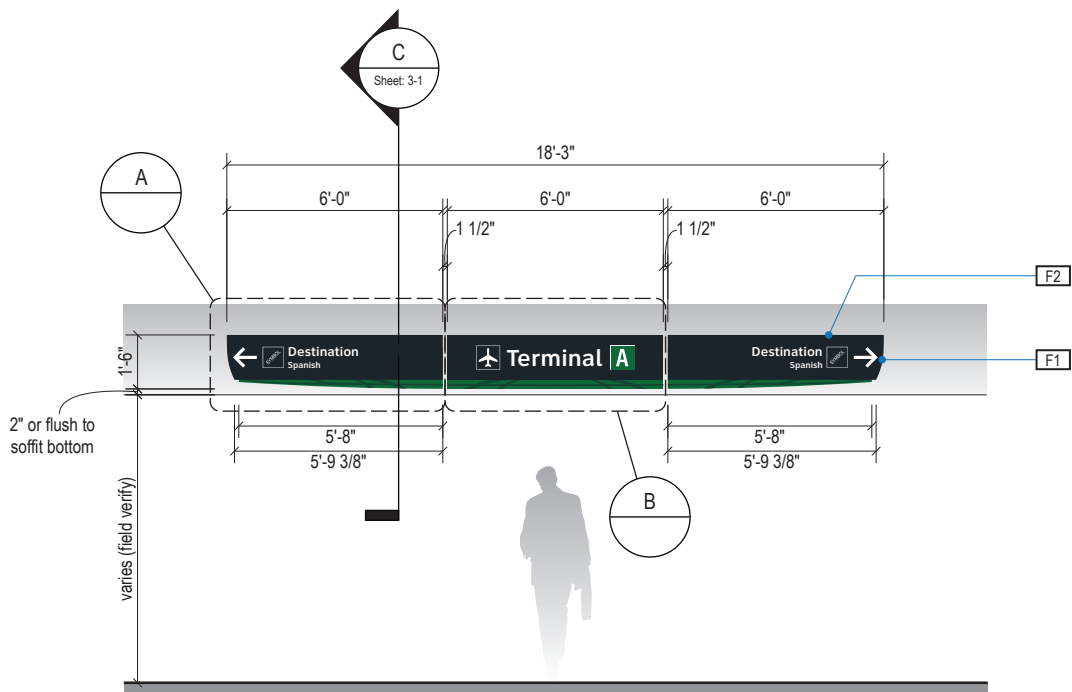 C
Sheet: 3-1
18'-3"
A
6'-0"
6'-0"
6'-0"
1 1/2"
1 1/2"
F2
1'-6"
SYMBOL
Destination
Spanish
Terminal A
Destination
Spanish
SYMBOL
F1
2" or flush to
soffit bottom
5'-8"
5'-8"
5'-9 3/8"
5'-9 3/8"
B
varies (field verify)